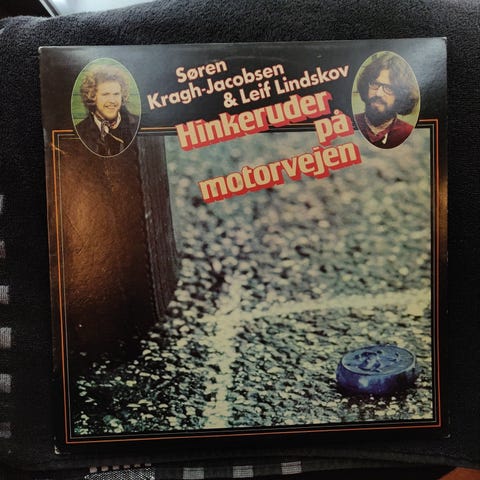 Søren
Kragh-Jacobsen
& Leif Lindskov
Hinkeruder
på
motorvejen